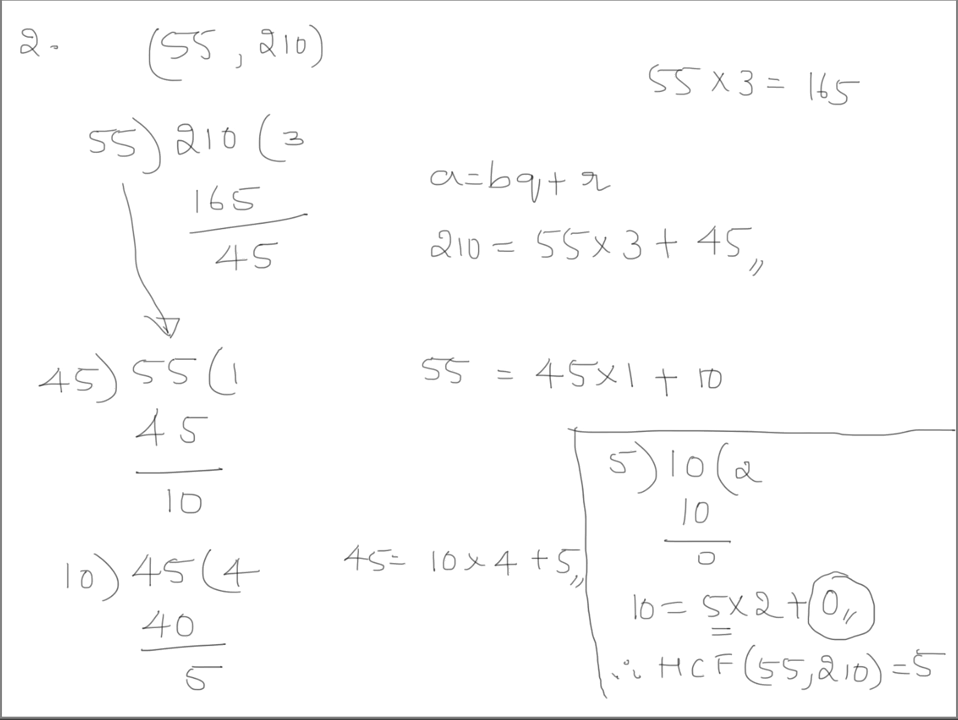 2. (55, 210)
55 × 3 = 165
55) 210 (3
165
45
a = bq + r
210 = 55 × 3 + 45,,
45) 55 (1
45
10
55 = 45 × 1 + 10
10) 45 (4
40
5
45 = 10 × 4 + 5,,
5) 10 (2
10
0
10 = 5 × 2 + 0,,
∴ HCF (55, 210) = 5